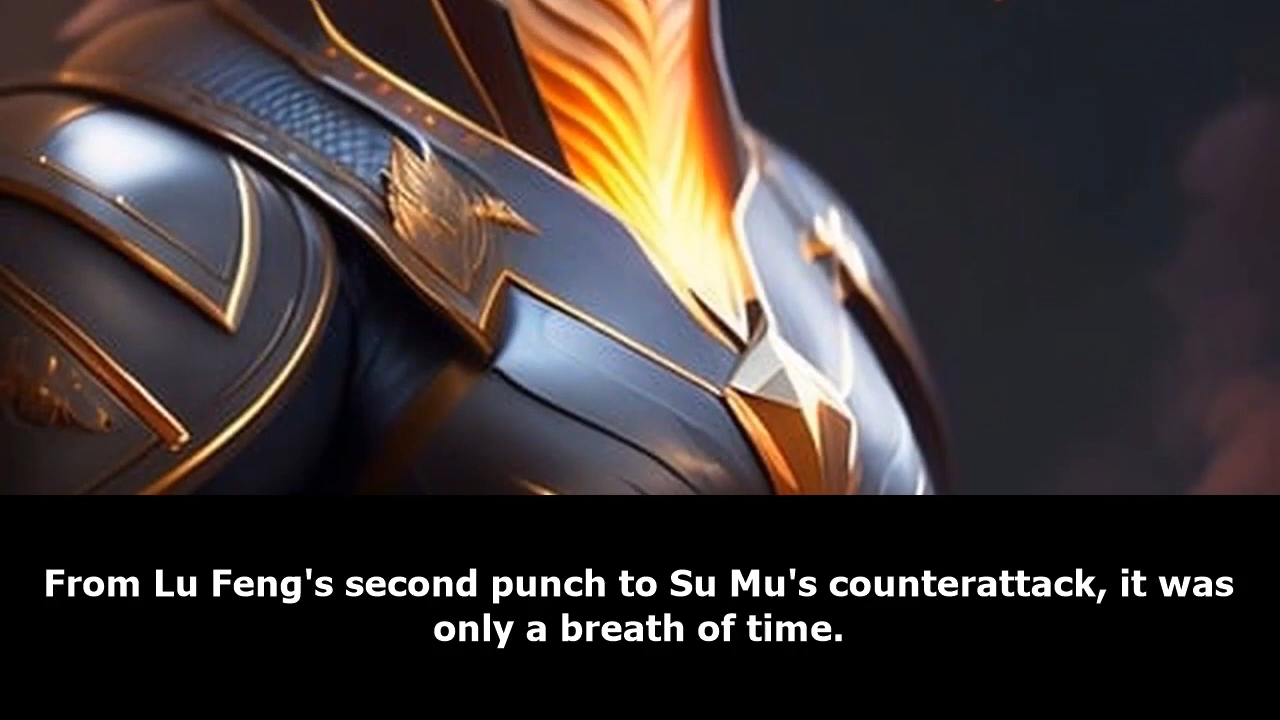 From Lu Feng's second punch to Su Mu's counterattack, it was
only a breath of time.